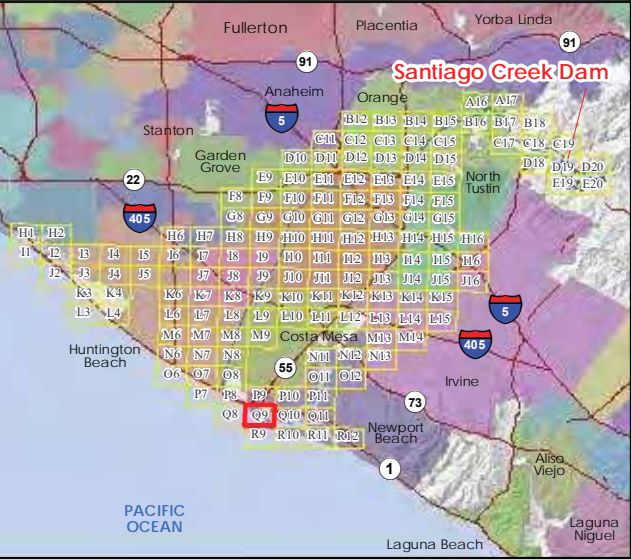 Fullerton
Placentia
Yorba Linda
91
91
Santiago Creek Dam
Anaheim
Orange
A16 A17
5
B12 B13 B14 B15 B16 B17 B18
Stanton
C11 C12 C13 C14 C15 C17 C18 C19
Garden
Grove
D10 D11 D12 D13 D14 D15 D18 D19 D20
E9 E10 E11 E12 E13 E14 E15 E19 E20
North
Tustin
22
F8 F9 F10 F11 F12 F13 F14 F15
405
G8 G9 G10 G11 G12 G13 G14 G15
H1 H2 H6 H7 H8 H9 H10 H11 H12 H13 H14 H15 H16
I1 I2 I3 I4 I5 I6 I7 I8 I9 I10 I11 I12 I13 I14 I15 I16
J2 J3 J4 J5 J7 J8 J9 J10 J11 J12 J13 J14 J15 J16
K3 K4 K6 K7 K8 K9 K10 K11 K12 K13 K14 K15
5
L3 L4 L6 L7 L8 L9 L10 L11 L12 L13 L14 L15
M6 M7 M8 M9 Costa Mesa M13 M14
405
Huntington
Beach
N6 N7 N8 N11 N12 N13
55
O6 O7 O8 O11 O12
Irvine
P7 P8 P9 P10 P11
73
Q8 Q9 Q10 Q11
Newport
Beach
R9 R10 R11 R12
1
Aliso
Viejo
PACIFIC
OCEAN
Laguna
Niguel
Laguna Beach